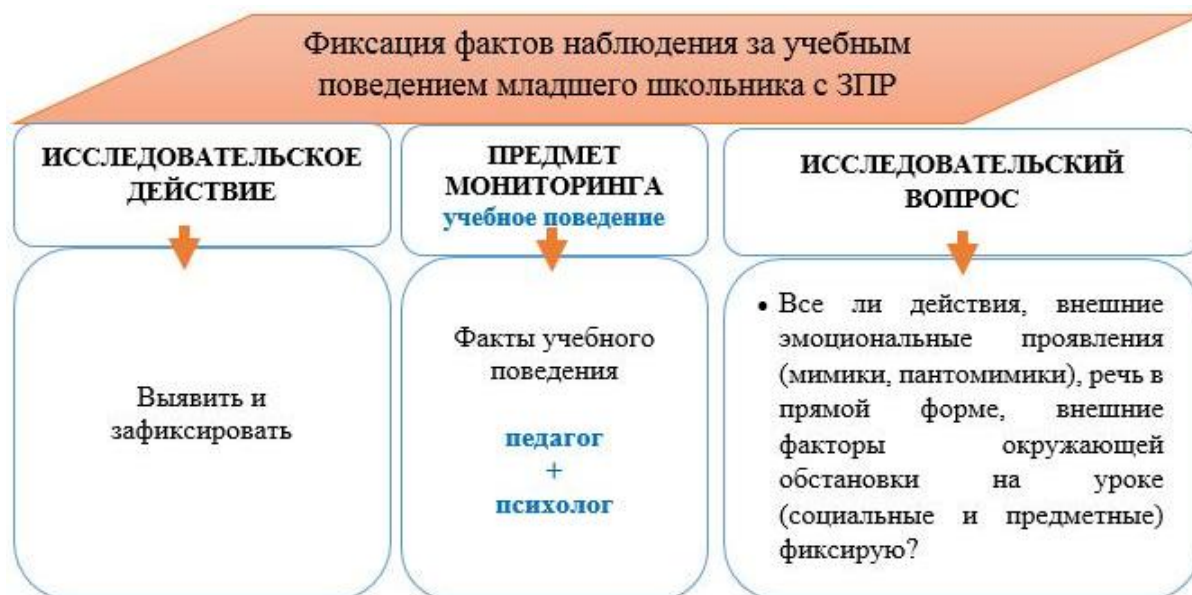 Фиксация фактов наблюдения за учебным
поведением младшего школьника с ЗПР
ИССЛЕДОВАТЕЛЬСКОЕ
ДЕЙСТВИЕ
Выявить и
зафиксировать
ПРЕДМЕТ
МОНИТОРИНГА
учебное поведение
Факты учебного
поведения
педагог
+
психолог
ИССЛЕДОВАТЕЛЬСКИЙ
ВОПРОС
• Все ли действия, внешние
эмоциональные проявления
(мимики, пантомимики), речь в
прямой форме, внешние
факторы окружающей
обстановки на уроке
(социальные и предметные)
фиксирую?